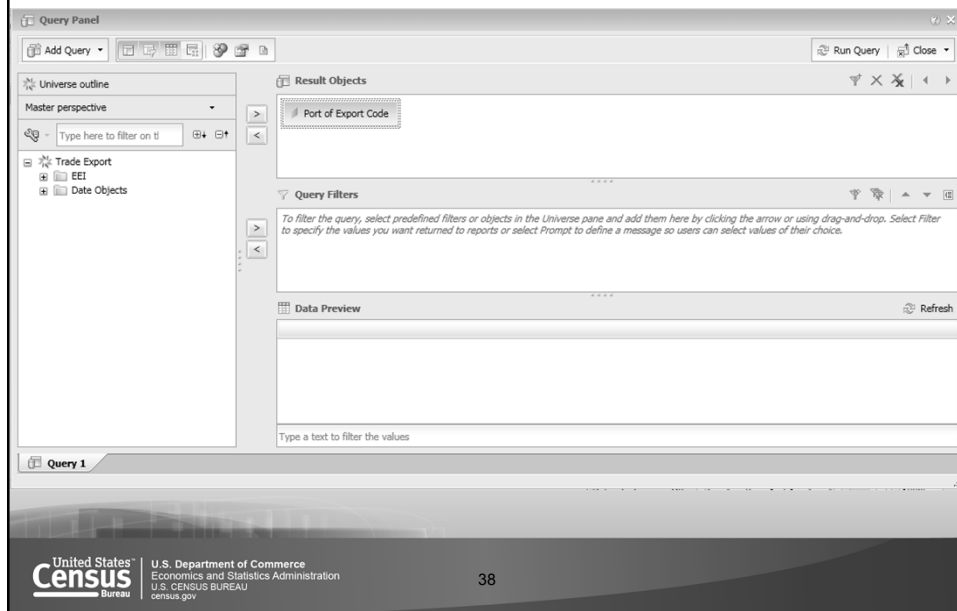 Query Panel
Add Query
Run Query
Close
Universe outline
Master perspective
Type here to filter on tl
Trade Export
EEI
Date Objects
Result Objects
Port of Export Code
Query Filters
To filter the query, select predefined filters or objects in the Universe pane and add them here by clicking the arrow or using drag-and-drop. Select Filter
to specify the values you want returned to reports or select Prompt to define a message so users can select values of their choice.
Data Preview
Refresh
Type a text to filter the values
Query 1
United States™
Census
Bureau
U.S. Department of Commerce
Economics and Statistics Administration
U.S. CENSUS BUREAU
census.gov
38